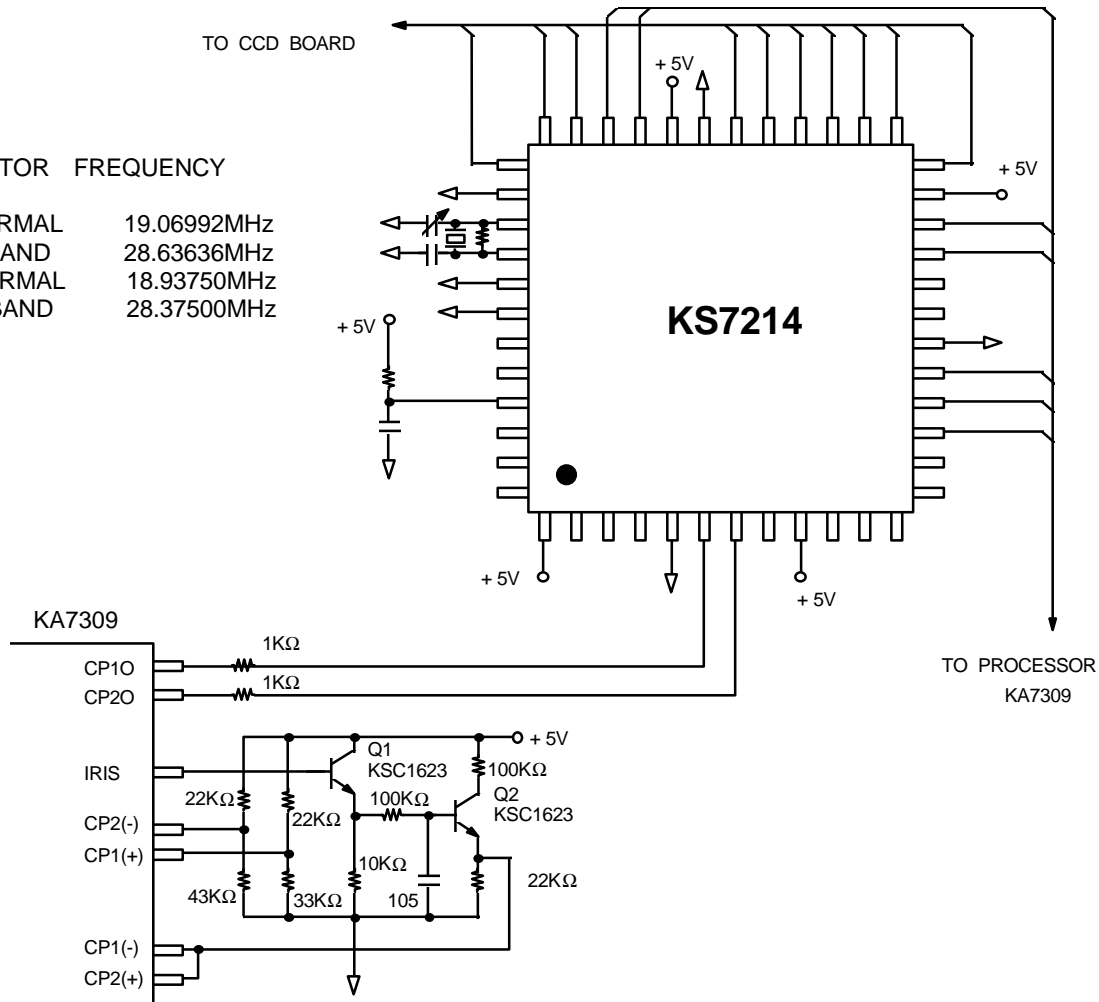 TO CCD BOARD
+ 5V
TOR FREQUENCY
RMAL 19.06992MHz
AND 28.63636MHz
RMAL 18.93750MHz
BAND 28.37500MHz
+ 5V
+ 5V
KS7214
+ 5V
+ 5V
KA7309
TO PROCESSOR
KA7309
CP1O
1KΩ
CP2O
1KΩ
+ 5V
IRIS
Q1
KSC1623
100KΩ
Q2
KSC1623
22KΩ
22KΩ
100KΩ
CP2(-)
CP1(+)
43KΩ
33KΩ
10KΩ
105
22KΩ
CP1(-)
CP2(+)